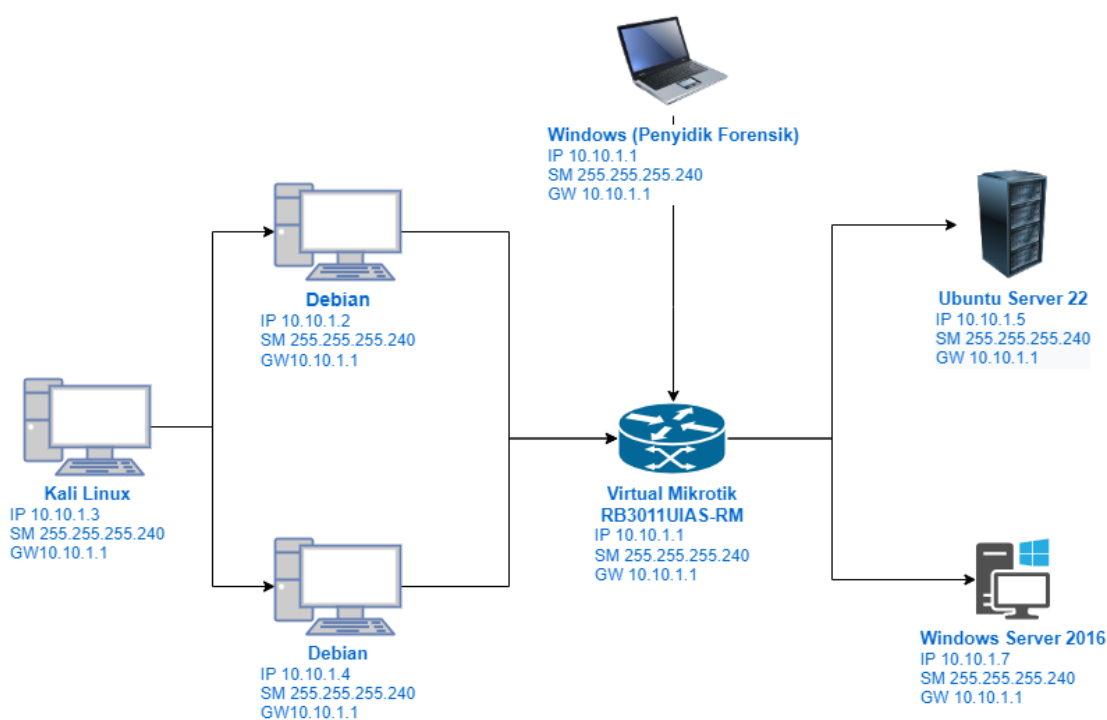 Windows (Penyidik Forensik)
IP 10.10.1.1
SM 255.255.255.240
GW 10.10.1.1
Debian
IP 10.10.1.2
SM 255.255.255.240
GW10.10.1.1
Ubuntu Server 22
IP 10.10.1.5
SM 255.255.255.240
GW 10.10.1.1
Kali Linux
IP 10.10.1.3
SM 255.255.255.240
GW10.10.1.1
Virtual Mikrotik
RB3011UIAS-RM
IP 10.10.1.1
SM 255.255.255.240
GW 10.10.1.1
Debian
IP 10.10.1.4
SM 255.255.255.240
GW10.10.1.1
Windows Server 2016
IP 10.10.1.7
SM 255.255.255.240
GW 10.10.1.1